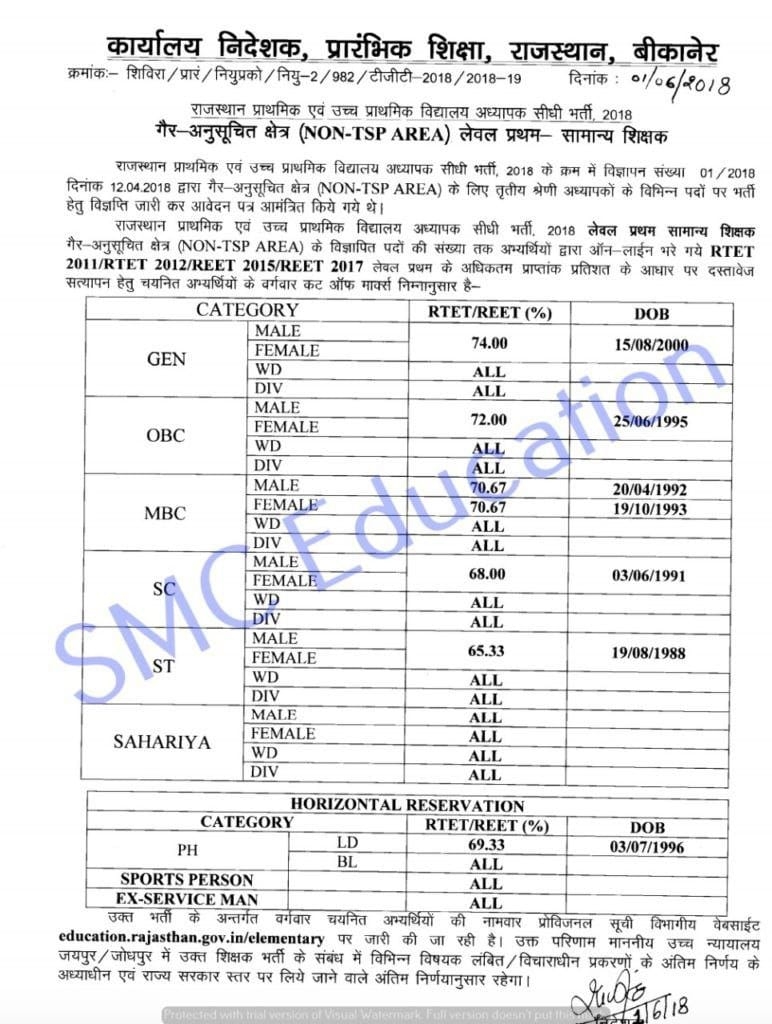 कार्यालय निदेशक, प्रारंभिक शिक्षा, राजस्थान, बीकानेर
क्रमांक:– शिविरा/प्रारं/नियुप्रको/नियु–2/982/टीजीटी–2018/2018–19 दिनांक : 01/06/2018
राजस्थान प्राथमिक एवं उच्च प्राथमिक विद्यालय अध्यापक सीधी भर्ती, 2018
गैर–अनुसूचित क्षेत्र (NON-TSP AREA) लेवल प्रथम– सामान्य शिक्षक
राजस्थान प्राथमिक एवं उच्च प्राथमिक विद्यालय अध्यापक सीधी भर्ती, 2018 के क्रम में विज्ञापन संख्या 01/2018
दिनांक 12.04.2018 द्वारा गैर–अनुसूचित क्षेत्र (NON-TSP AREA) के लिए तृतीय श्रेणी अध्यापकों के विभिन्न पदों पर भर्ती
हेतु विज्ञप्ति जारी कर आवेदन पत्र आमंत्रित किये गये थे।
राजस्थान प्राथमिक एवं उच्च प्राथमिक विद्यालय अध्यापक सीधी भर्ती, 2018 लेवल प्रथम सामान्य शिक्षक
गैर–अनुसूचित क्षेत्र (NON-TSP AREA) के विज्ञापित पदों की संख्या तक अभ्यर्थियों द्वारा ऑन–लाईन भरे गये RTET
2011/RTET 2012/REET 2015/REET 2017 लेवल प्रथम के अधिकतम प्राप्तांक प्रतिशत के आधार पर दस्तावेज
सत्यापन हेतु चयनित अभ्यर्थियों के वर्गवार कट ऑफ मार्क्स निम्नानुसार है–
CATEGORY RTET/REET (%) DOB
GEN MALE 74.00 15/08/2000
FEMALE
WD ALL
DIV ALL
OBC MALE 72.00 25/06/1995
FEMALE
WD ALL
DIV ALL
MBC MALE 70.67 20/04/1992
FEMALE 70.67 19/10/1993
WD ALL
DIV ALL
SC MALE 68.00 03/06/1991
FEMALE
WD ALL
DIV ALL
ST MALE 65.33 19/08/1988
FEMALE
WD ALL
DIV ALL
SAHARIYA MALE ALL
FEMALE ALL
WD ALL
DIV ALL
SMC Education
HORIZONTAL RESERVATION
CATEGORY RTET/REET (%) DOB
PH LD 69.33 03/07/1996
BL ALL
SPORTS PERSON ALL
EX-SERVICE MAN ALL
उक्त भर्ती के अन्तर्गत वर्गवार चयनित अभ्यर्थियों की नामवार प्रोविजनल सूची विभागीय वेबसाईट
education.rajasthan.gov.in/elementary पर जारी की जा रही है। उक्त परिणाम माननीय उच्च न्यायालय
जयपुर/जोधपुर में उक्त शिक्षक भर्ती के संबंध में विभिन्न विषयक लंबित/विचाराधीन प्रकरणों के अंतिम निर्णय के
अध्याधीन एवं राज्य सरकार स्तर पर लिये जाने वाले अंतिम निर्णयानुसार रहेगा।
1/6/18
Protected with trial version of Visual Watermark. Full version doesn't put this